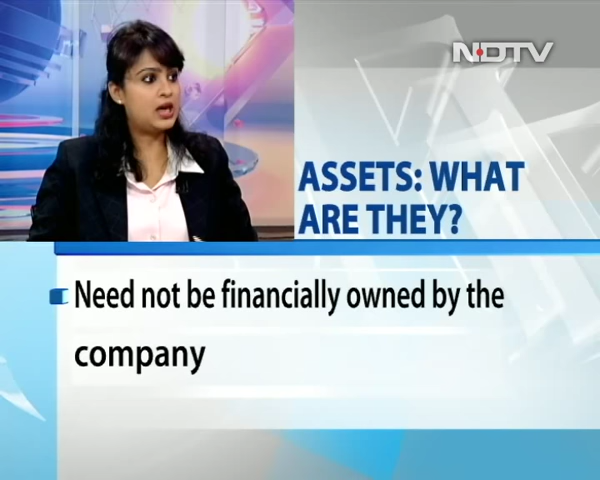 NDTV
ASSETS: WHAT
ARE THEY?
Need not be financially owned by the
company